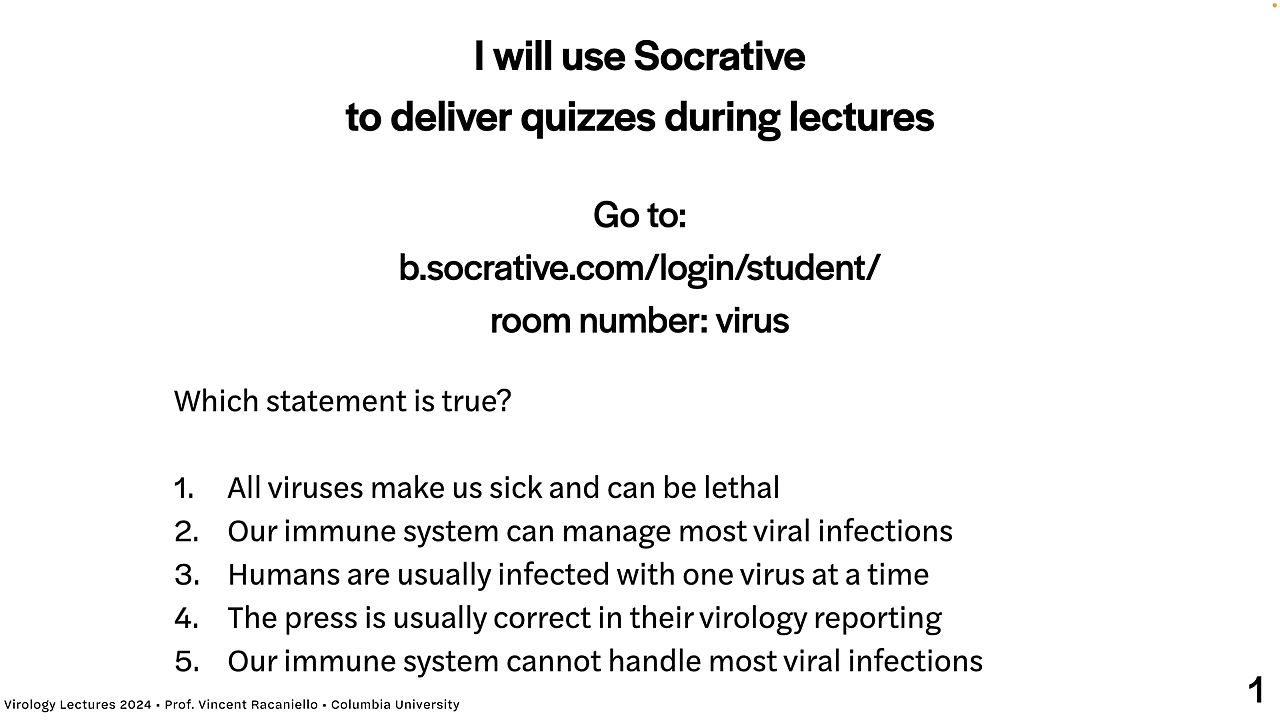 I will use Socrative
to deliver quizzes during lectures
Go to:
b.socrative.com/login/student/
room number: virus
Which statement is true?
1. All viruses make us sick and can be lethal
2. Our immune system can manage most viral infections
3. Humans are usually infected with one virus at a time
4. The press is usually correct in their virology reporting
5. Our immune system cannot handle most viral infections
Virology Lectures 2024 • Prof. Vincent Racaniello • Columbia University
1